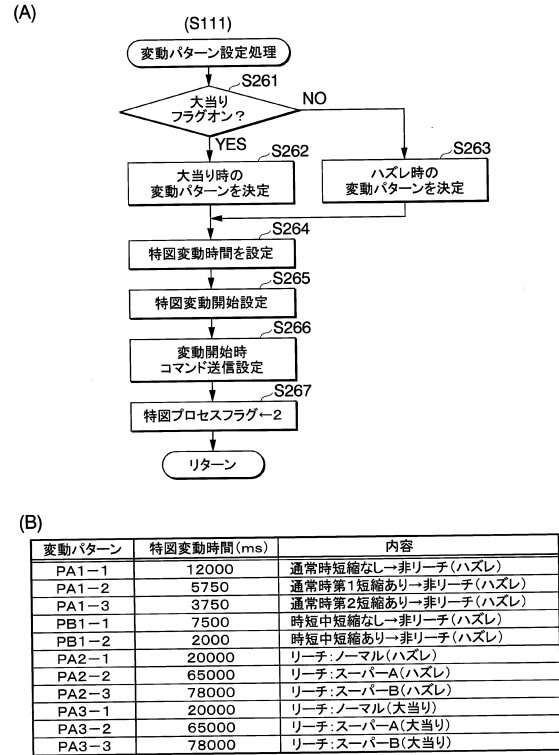 (A)
(S111)
変動パターン設定処理
S261
大当り
フラグオン？
NO
YES
S262
大当り時の
変動パターンを決定
S263
ハズレ時の
変動パターンを決定
S264
特図変動時間を設定
S265
特図変動開始設定
S266
変動開始時
コマンド送信設定
S267
特図プロセスフラグ←2
リターン
(B)
変動パターン 特図変動時間(ms) 内容
PA1-1 12000 通常時短縮なし→非リーチ(ハズレ)
PA1-2 5750 通常時第1短縮あり→非リーチ(ハズレ)
PA1-3 3750 通常時第2短縮あり→非リーチ(ハズレ)
PB1-1 7500 時短中短縮なし→非リーチ(ハズレ)
PB1-2 2000 時短中短縮あり→非リーチ(ハズレ)
PA2-1 20000 リーチ:ノーマル(ハズレ)
PA2-2 65000 リーチ:スーパーA(ハズレ)
PA2-3 78000 リーチ:スーパーB(ハズレ)
PA3-1 20000 リーチ:ノーマル(大当り)
PA3-2 65000 リーチ:スーパーA(大当り)
PA3-3 78000 リーチ:スーパーB(大当り)